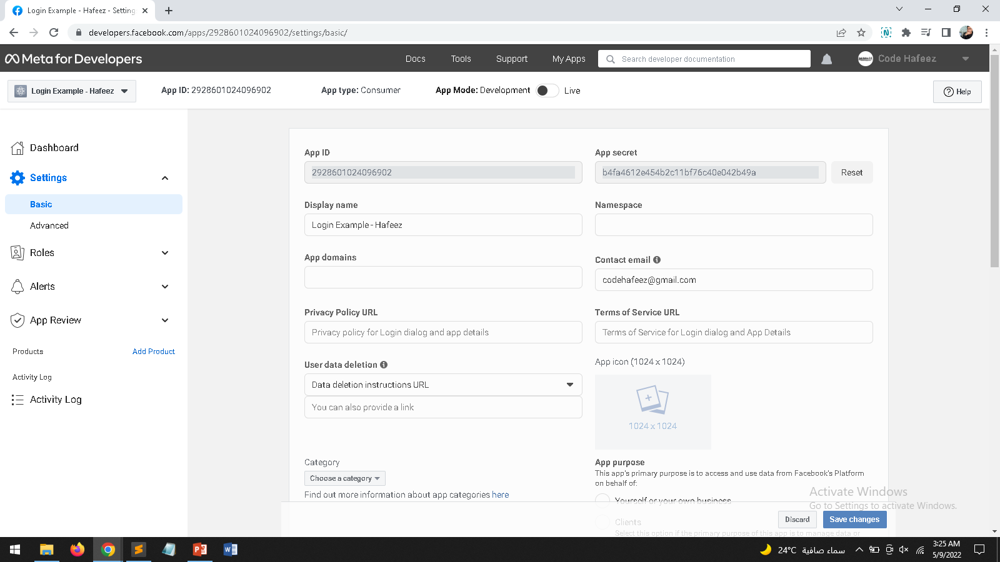 Login Example - Hafeez - Setting
developers.facebook.com/apps/2928601024096902/settings/basic/
Meta for Developers
Docs
Tools
Support
My Apps
Search developer documentation
Code Hafeez
Login Example - Hafeez
App ID: 2928601024096902
App type: Consumer
App Mode: Development
Live
Help
Dashboard
Settings
Basic
Advanced
Roles
Alerts
App Review
Products
Add Product
Activity Log
Activity Log
App ID
2928601024096902
App secret
b4fa4612e454b2c11bf76c40e042b49a
Reset
Display name
Login Example - Hafeez
Namespace
App domains
Contact email
codehafeez@gmail.com
Privacy Policy URL
Privacy policy for Login dialog and app details
Terms of Service URL
Terms of Service for Login dialog and App Details
User data deletion
Data deletion instructions URL
You can also provide a link
App icon (1024 x 1024)
1024 x 1024
Category
Choose a category
Find out more information about app categories here
App purpose
This app's primary purpose is to access and use data from Facebook's Platform
on behalf of:
Yourself or your own business
Clients
Select this option if the primary purpose of this app is to manage data or
Discard
Save changes
Activate Windows
Go to Settings to activate Windows.
24°C سماء صافية
3:25 AM
5/9/2022